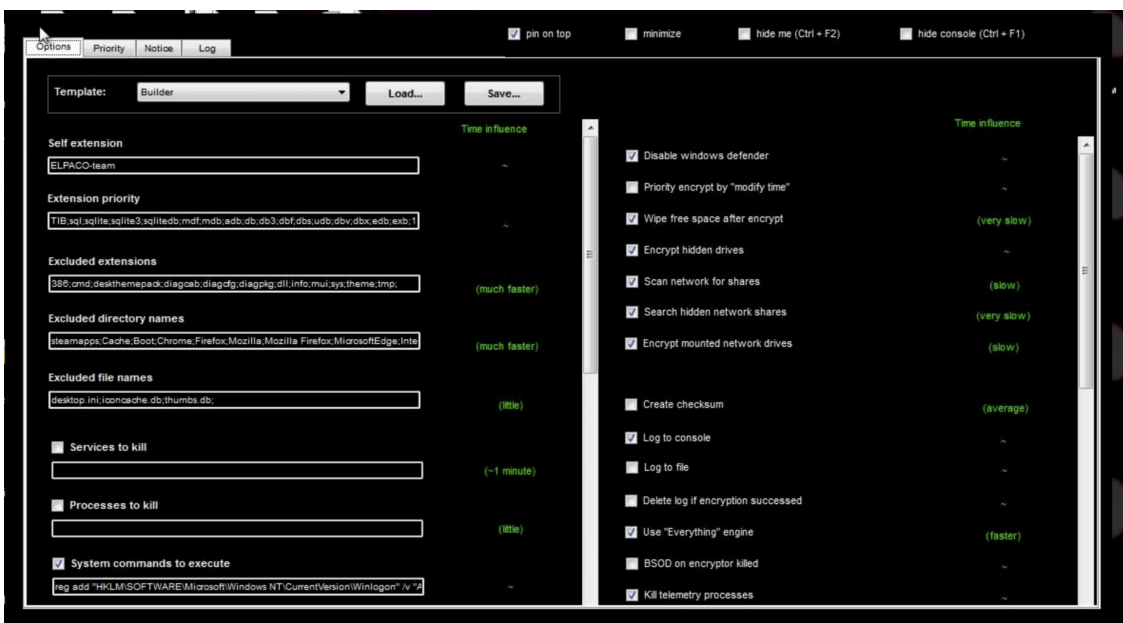 pin on top minimize hide me (Ctrl + F2) hide console (Ctrl + F1)
Options Priority Notice Log
Template: Builder Load... Save...
Time influence
Self extension
ELPACO-team ~
Extension priority
TIB;sql;sqlite;sqlite3;sqlitedb;mdf;mdb;adb;db;db3;dbf;dbs;udb;dbv;dbx;edb;exb;1 ~
Excluded extensions
386;cmd;deskthemepack;diagcab;diagcfg;diagpkg;dll;info;mui;sys;theme;tmp; (much faster)
Excluded directory names
steamapps;Cache;Boot;Chrome;Firefox;Mozilla;Mozilla Firefox;MicrosoftEdge;Inte (much faster)
Excluded file names
desktop.ini;iconcache.db;thumbs.db; (little)
Services to kill
(~1 minute)
Processes to kill
(little)
System commands to execute
reg add "HKLM\SOFTWARE\Microsoft\Windows NT\CurrentVersion\Winlogon" /v "A ~
Time influence
Disable windows defender ~
Priority encrypt by "modify time" ~
Wipe free space after encrypt (very slow)
Encrypt hidden drives ~
Scan network for shares (slow)
Search hidden network shares (very slow)
Encrypt mounted network drives (slow)
Create checksum (average)
Log to console ~
Log to file ~
Delete log if encryption successed ~
Use "Everything" engine (faster)
BSOD on encryptor killed ~
Kill telemetry processes ~